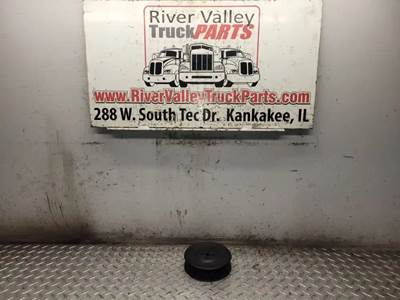 River Valley
TruckPARTS
www.RiverValleyTruckParts.com
288 W. South Tec Dr. Kankakee, IL